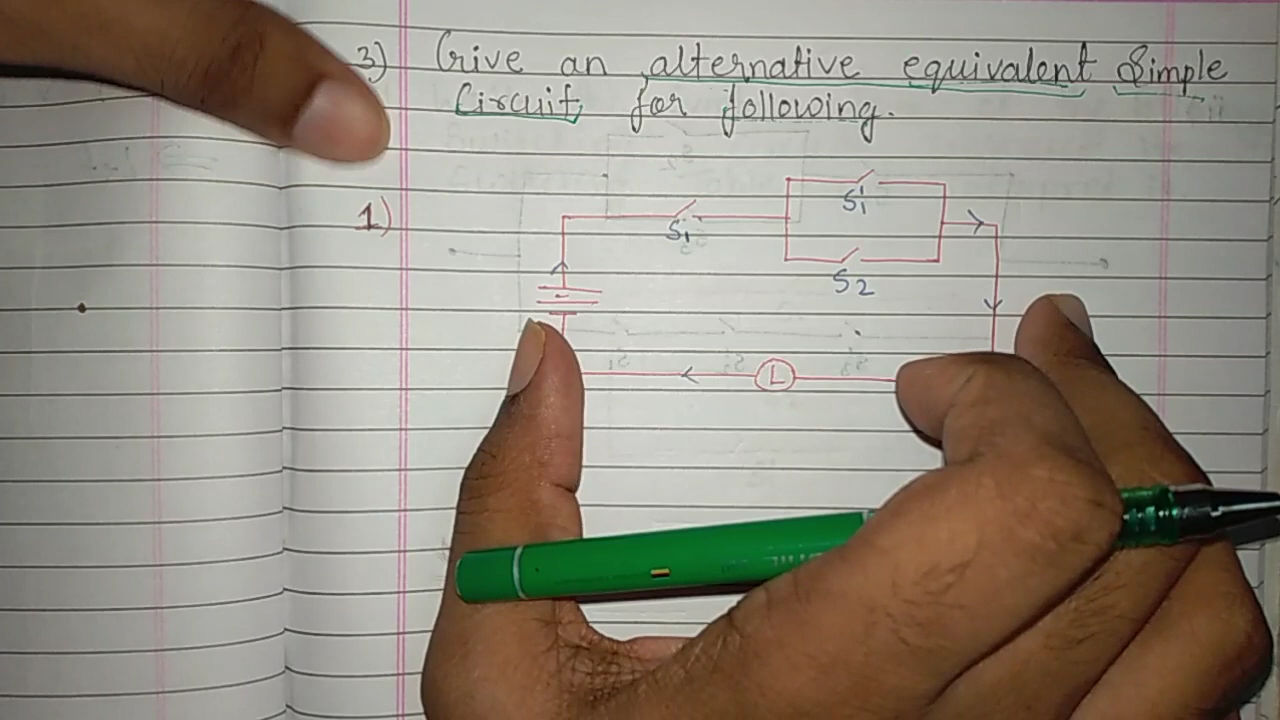 3) Give an alternative equivalent Simple
Circuit for following.
1)
S₁'
S₁
S₂
L